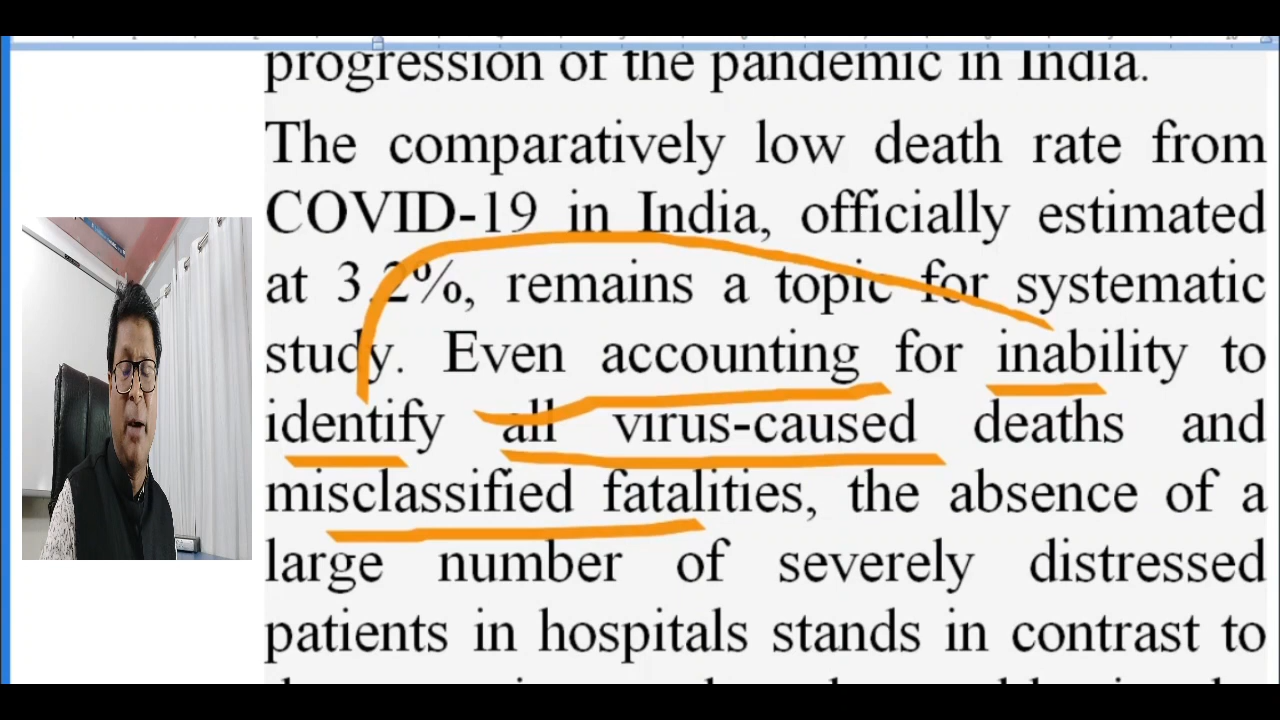 progression of the pandemic in India.
The comparatively low death rate from
COVID-19 in India, officially estimated
at 3.2%, remains a topic for systematic
study. Even accounting for inability to
identify all virus-caused deaths and
misclassified fatalities, the absence of a
large number of severely distressed
patients in hospitals stands in contrast to